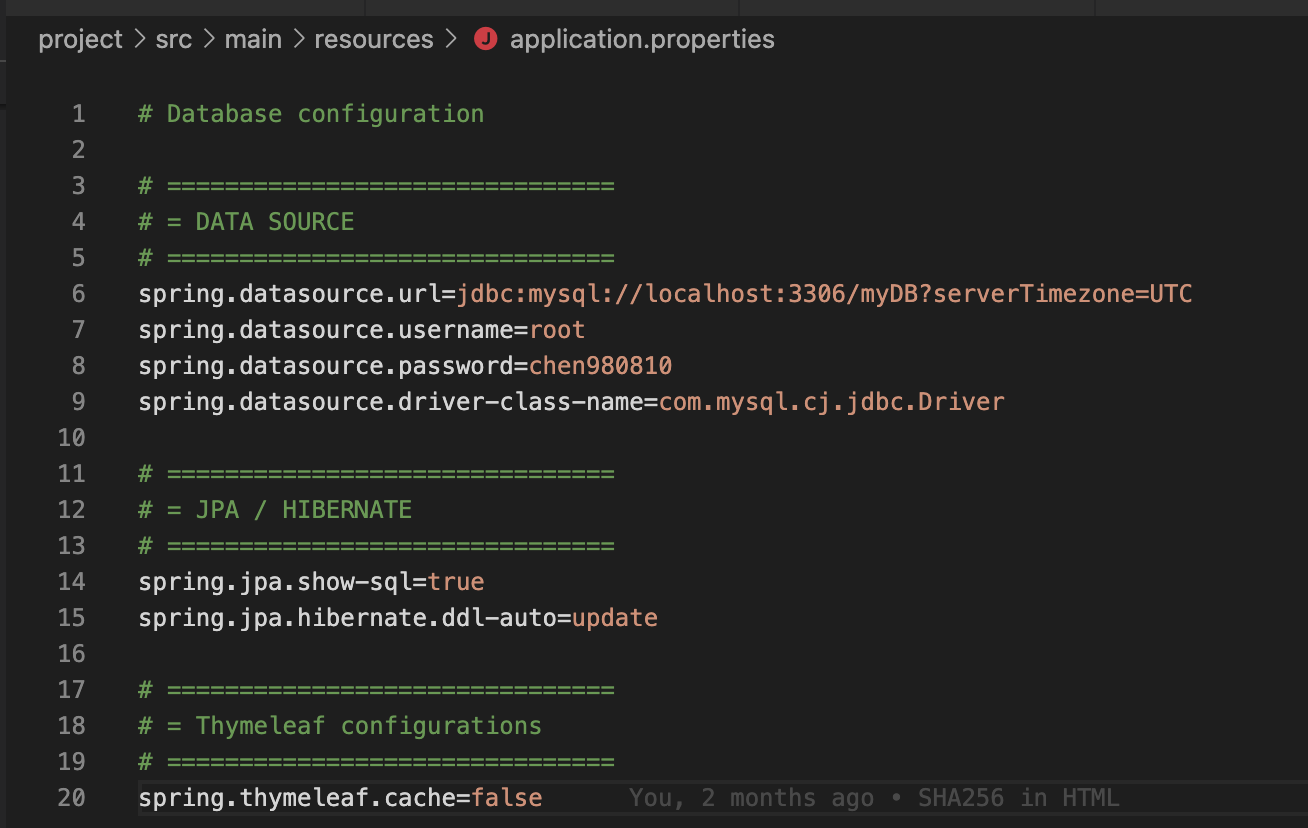 project > src > main > resources > J application.properties
1 # Database configuration
2
3 # ===============================
4 # = DATA SOURCE
5 # ===============================
6 spring.datasource.url=jdbc:mysql://localhost:3306/myDB?serverTimezone=UTC
7 spring.datasource.username=root
8 spring.datasource.password=chen980810
9 spring.datasource.driver-class-name=com.mysql.cj.jdbc.Driver
10
11 # ===============================
12 # = JPA / HIBERNATE
13 # ===============================
14 spring.jpa.show-sql=true
15 spring.jpa.hibernate.ddl-auto=update
16
17 # ===============================
18 # = Thymeleaf configurations
19 # ===============================
20 spring.thymeleaf.cache=false You, 2 months ago • SHA256 in HTML